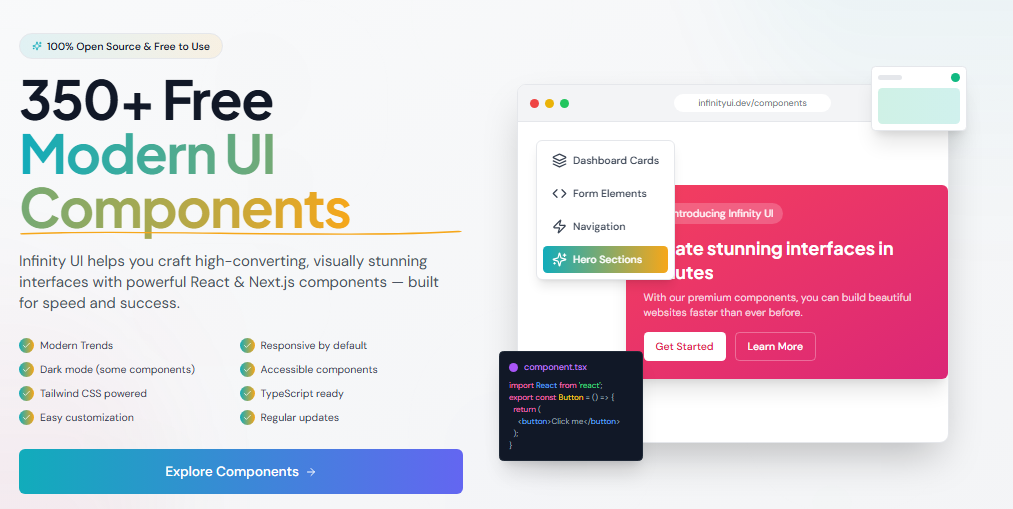 100% Open Source & Free to Use
350+ Free
Modern UI
Components
Infinity UI helps you craft high-converting, visually stunning
interfaces with powerful React & Next.js components — built
for speed and success.
Modern Trends
Responsive by default
Dark mode (some components)
Accessible components
Tailwind CSS powered
TypeScript ready
Easy customization
Regular updates
Explore Components →
infinityui.dev/components
Dashboard Cards
Form Elements
Navigation
Hero Sections
ntroducing Infinity UI
ate stunning interfaces in
utes
With our premium components, you can build beautiful
websites faster than ever before.
Get Started
Learn More
component.tsx
import React from 'react';
export const Button = () => {
return (
<button>Click me</button>
);
}